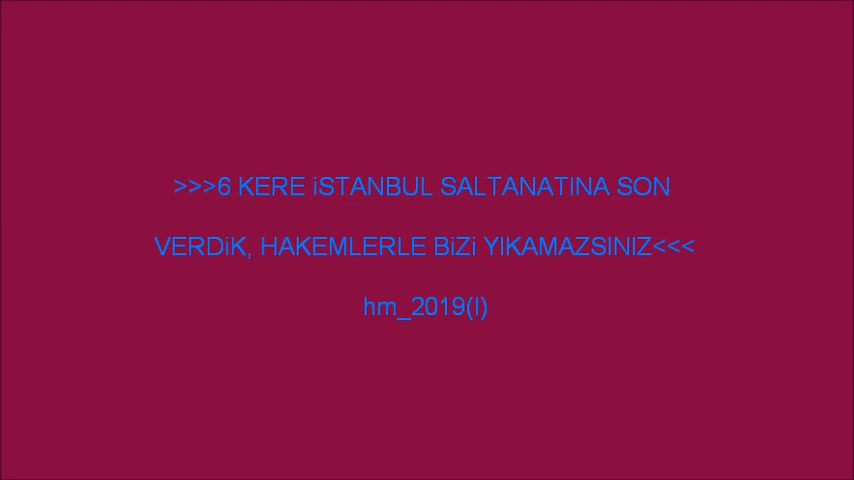 >>>6 KERE iSTANBUL SALTANATINA SON
VERDiK, HAKEMLERLE BiZi YIKAMAZSINIZ<<<
hm_2019(I)